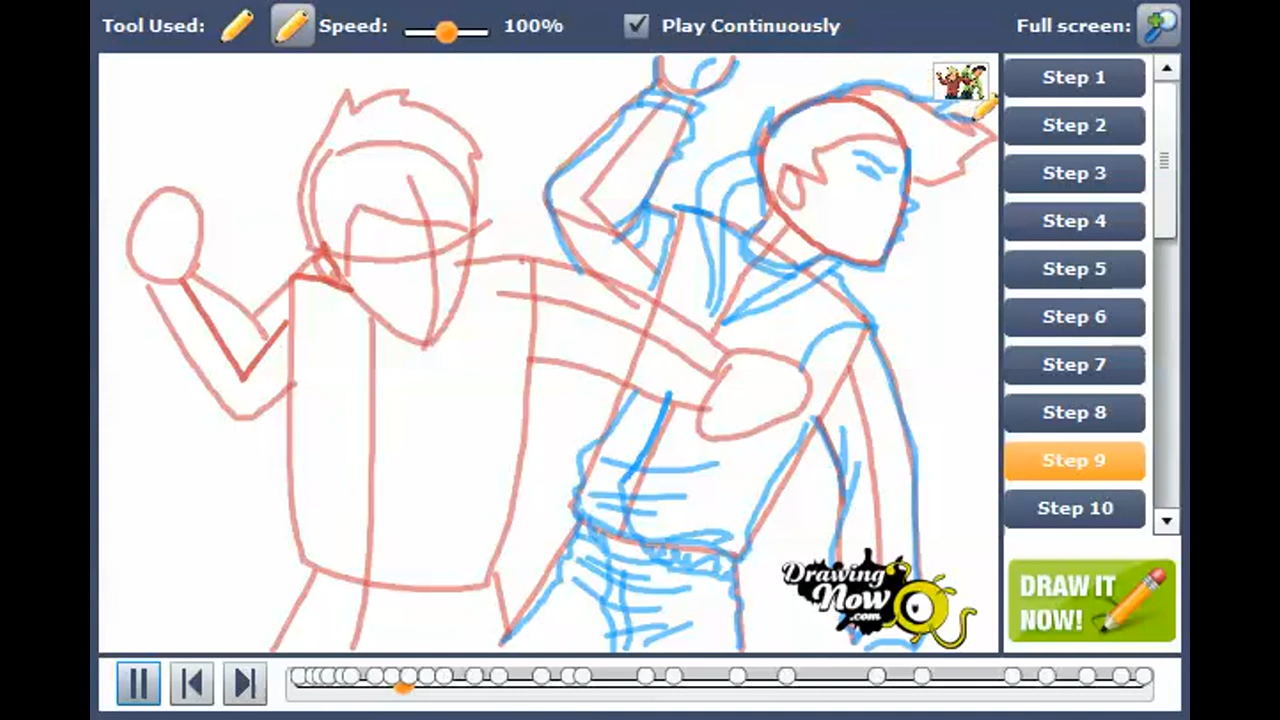 Tool Used:
Speed:
100%
Play Continuously
Full screen:
Step 1
Step 2
Step 3
Step 4
Step 5
Step 6
Step 7
Step 8
Step 9
Step 10
Drawing
Now!
.com
DRAW IT
NOW!